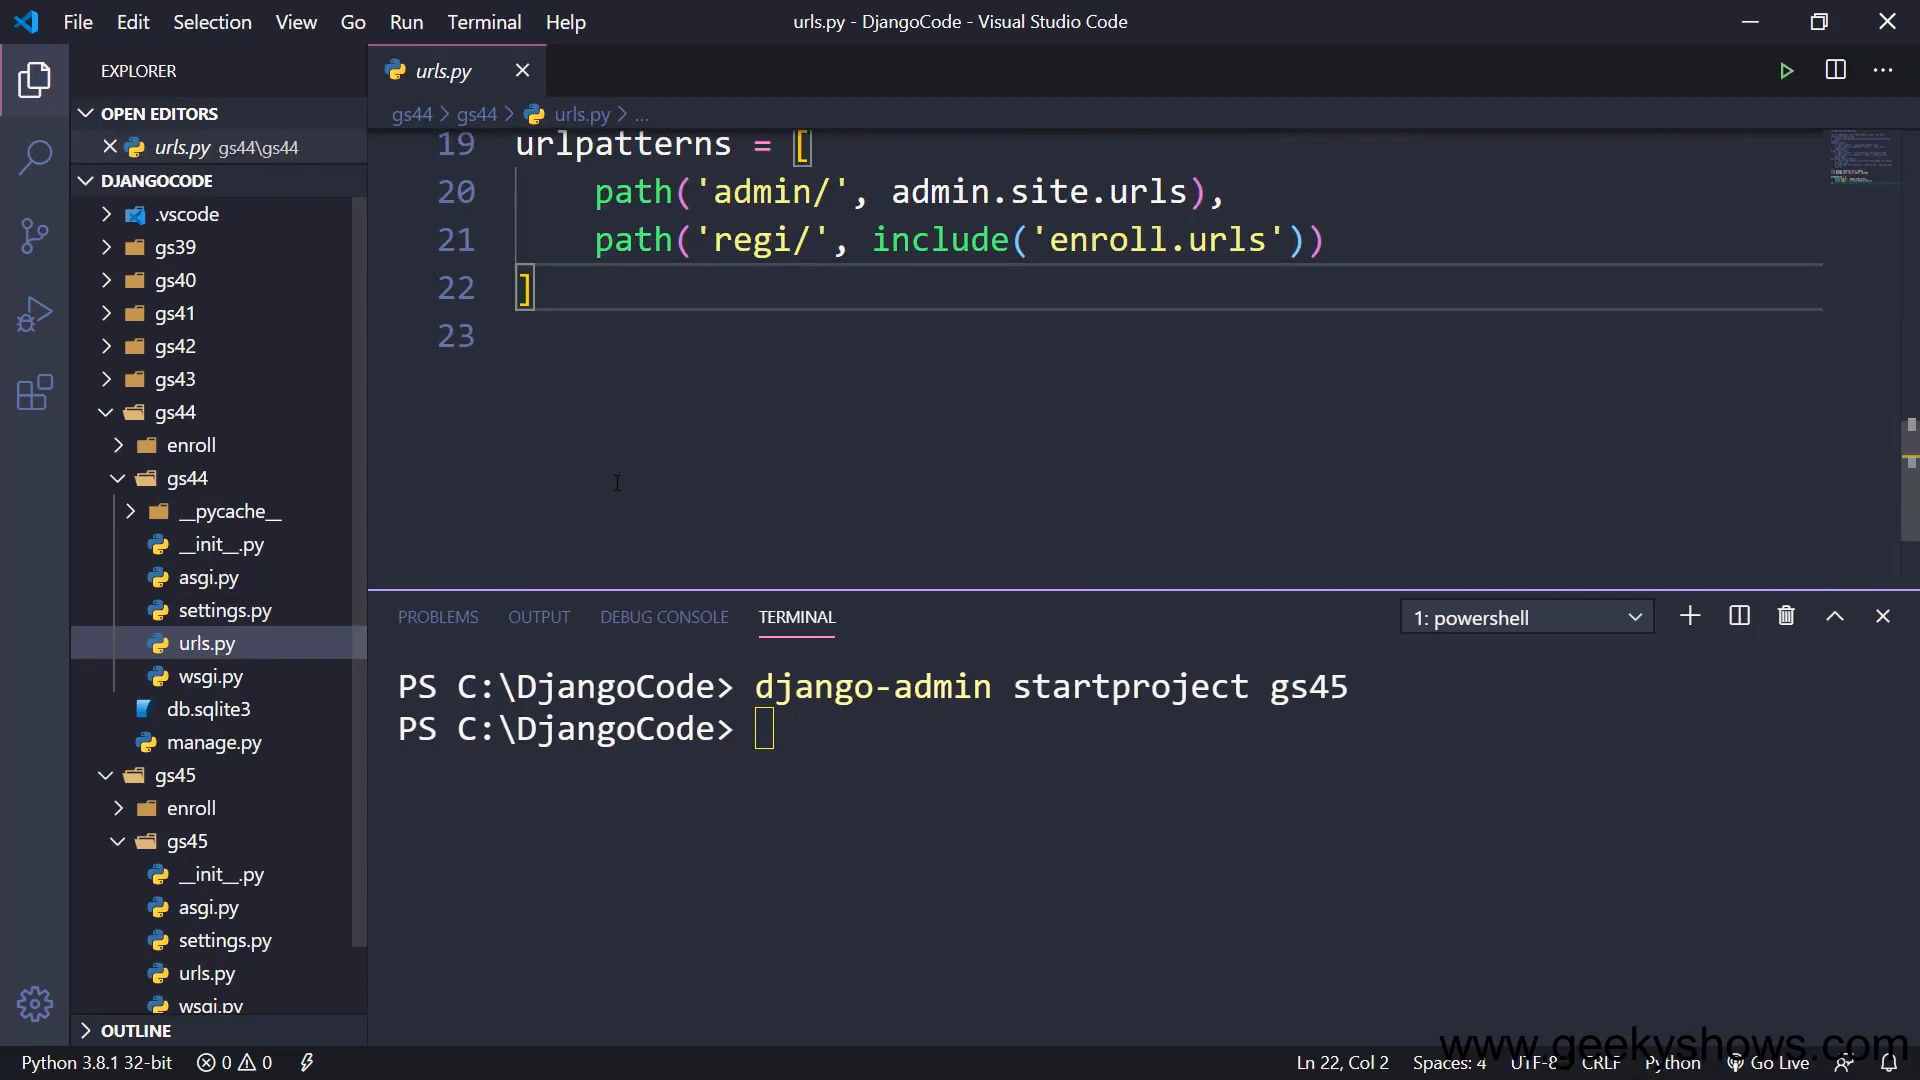 File Edit Selection View Go Run Terminal Help
urls.py - DjangoCode - Visual Studio Code
EXPLORER
OPEN EDITORS
urls.py gs44\gs44
DJANGOCODE
.vscode
gs39
gs40
gs41
gs42
gs43
gs44
enroll
gs44
__pycache__
__init__.py
asgi.py
settings.py
urls.py
wsgi.py
db.sqlite3
manage.py
gs45
enroll
gs45
__init__.py
asgi.py
settings.py
urls.py
wsgi.py
OUTLINE
urls.py
gs44 > gs44 > urls.py > ...
19 urlpatterns = [
20 path('admin/', admin.site.urls),
21 path('regi/', include('enroll.urls'))
22 ]
23
PROBLEMS OUTPUT DEBUG CONSOLE TERMINAL
1: powershell
PS C:\DjangoCode> django-admin startproject gs45
PS C:\DjangoCode>
www.geekyshows.com
Python 3.8.1 32-bit 0 0
Ln 22, Col 2 Spaces: 4 UTF-8 CRLF Python Go Live